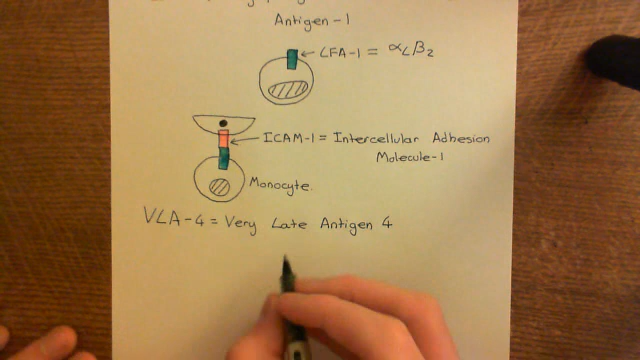 Antigen-1
LFA-1 = αLβ2
ICAM-1 = Intercellular Adhesion
Molecule-1
Monocyte.
VLA-4 = Very Late Antigen 4